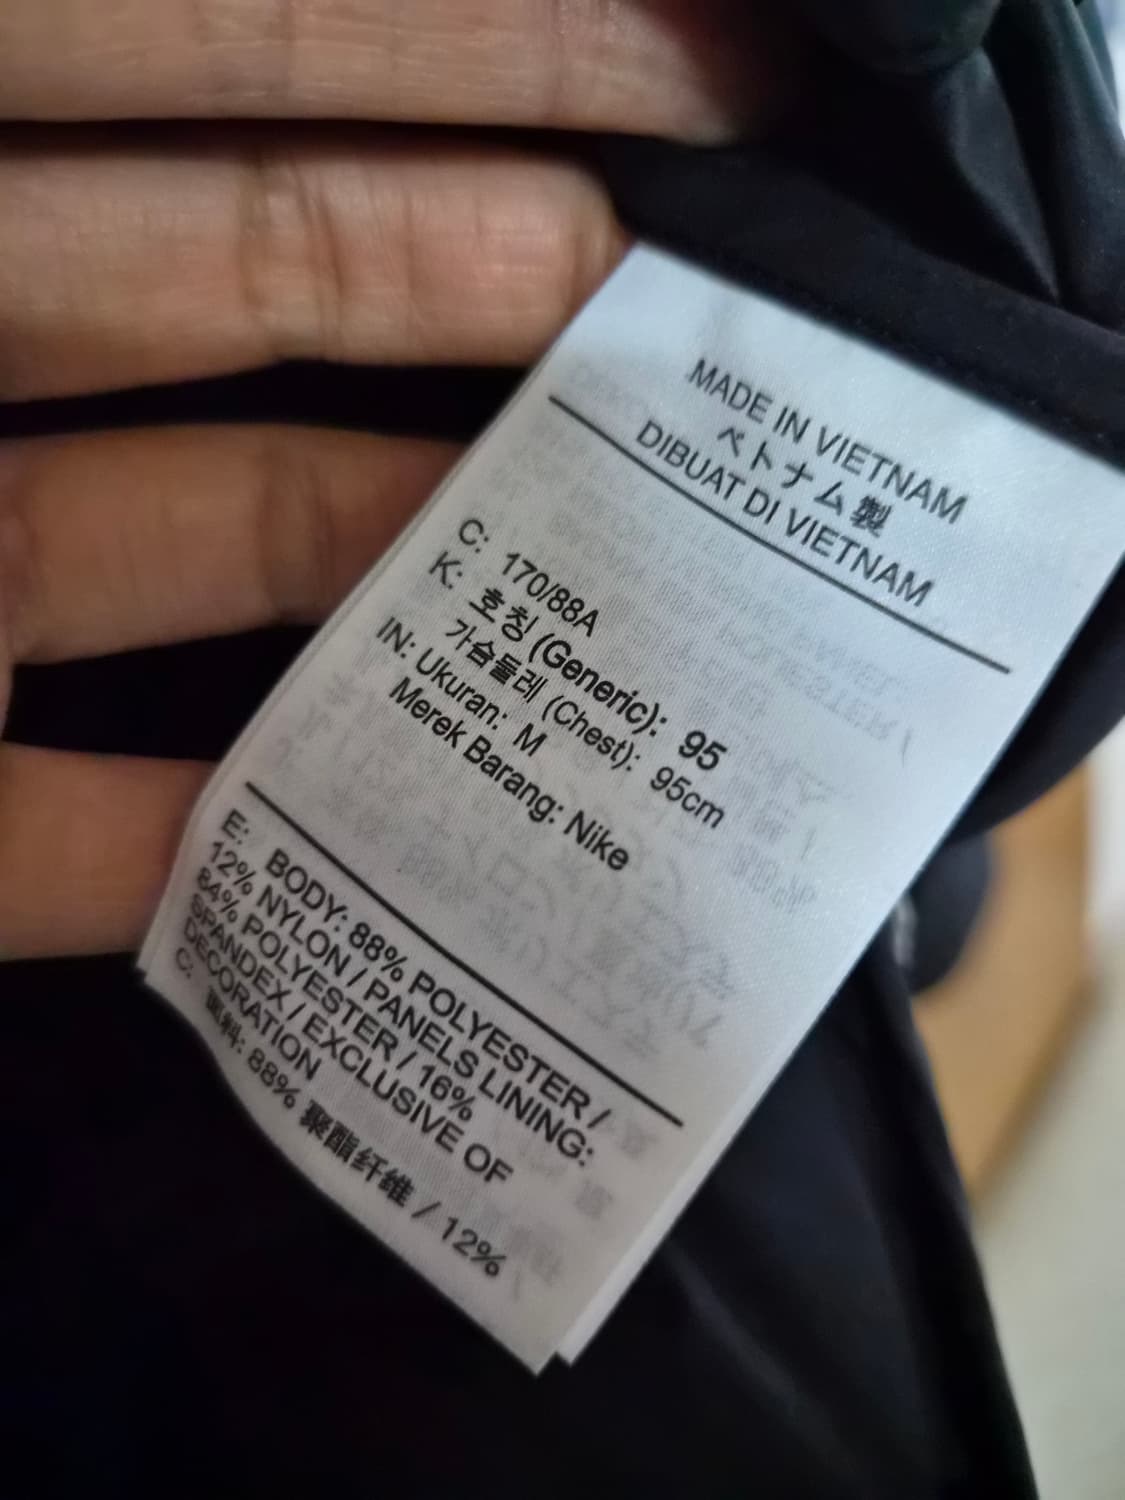 MADE IN VIETNAM
ベトナム製
DIBUAT DI VIETNAM
C: 170/88A
K: 호칭 (Generic): 95
가슴둘레 (Chest): 95cm
IN: Ukuran: M
Merek Barang: Nike
E: BODY: 88% POLYESTER /
12% NYLON / PANELS LINING:
84% POLYESTER / 16%
SPANDEX / EXCLUSIVE OF
DECORATION
C: 面料: 88% 聚酯纤维 / 12%